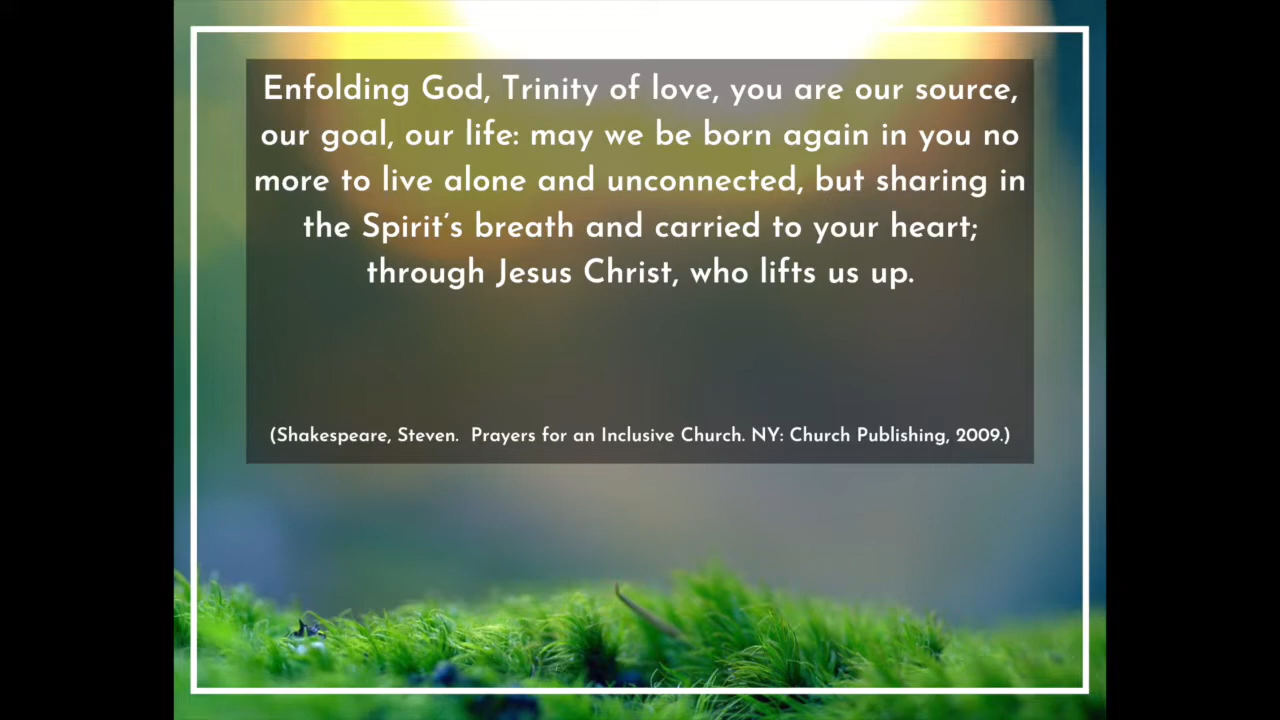 Enfolding God, Trinity of love, you are our source,
our goal, our life: may we be born again in you no
more to live alone and unconnected, but sharing in
the Spirit's breath and carried to your heart;
through Jesus Christ, who lifts us up.
(Shakespeare, Steven.  Prayers for an Inclusive Church. NY: Church Publishing, 2009.)